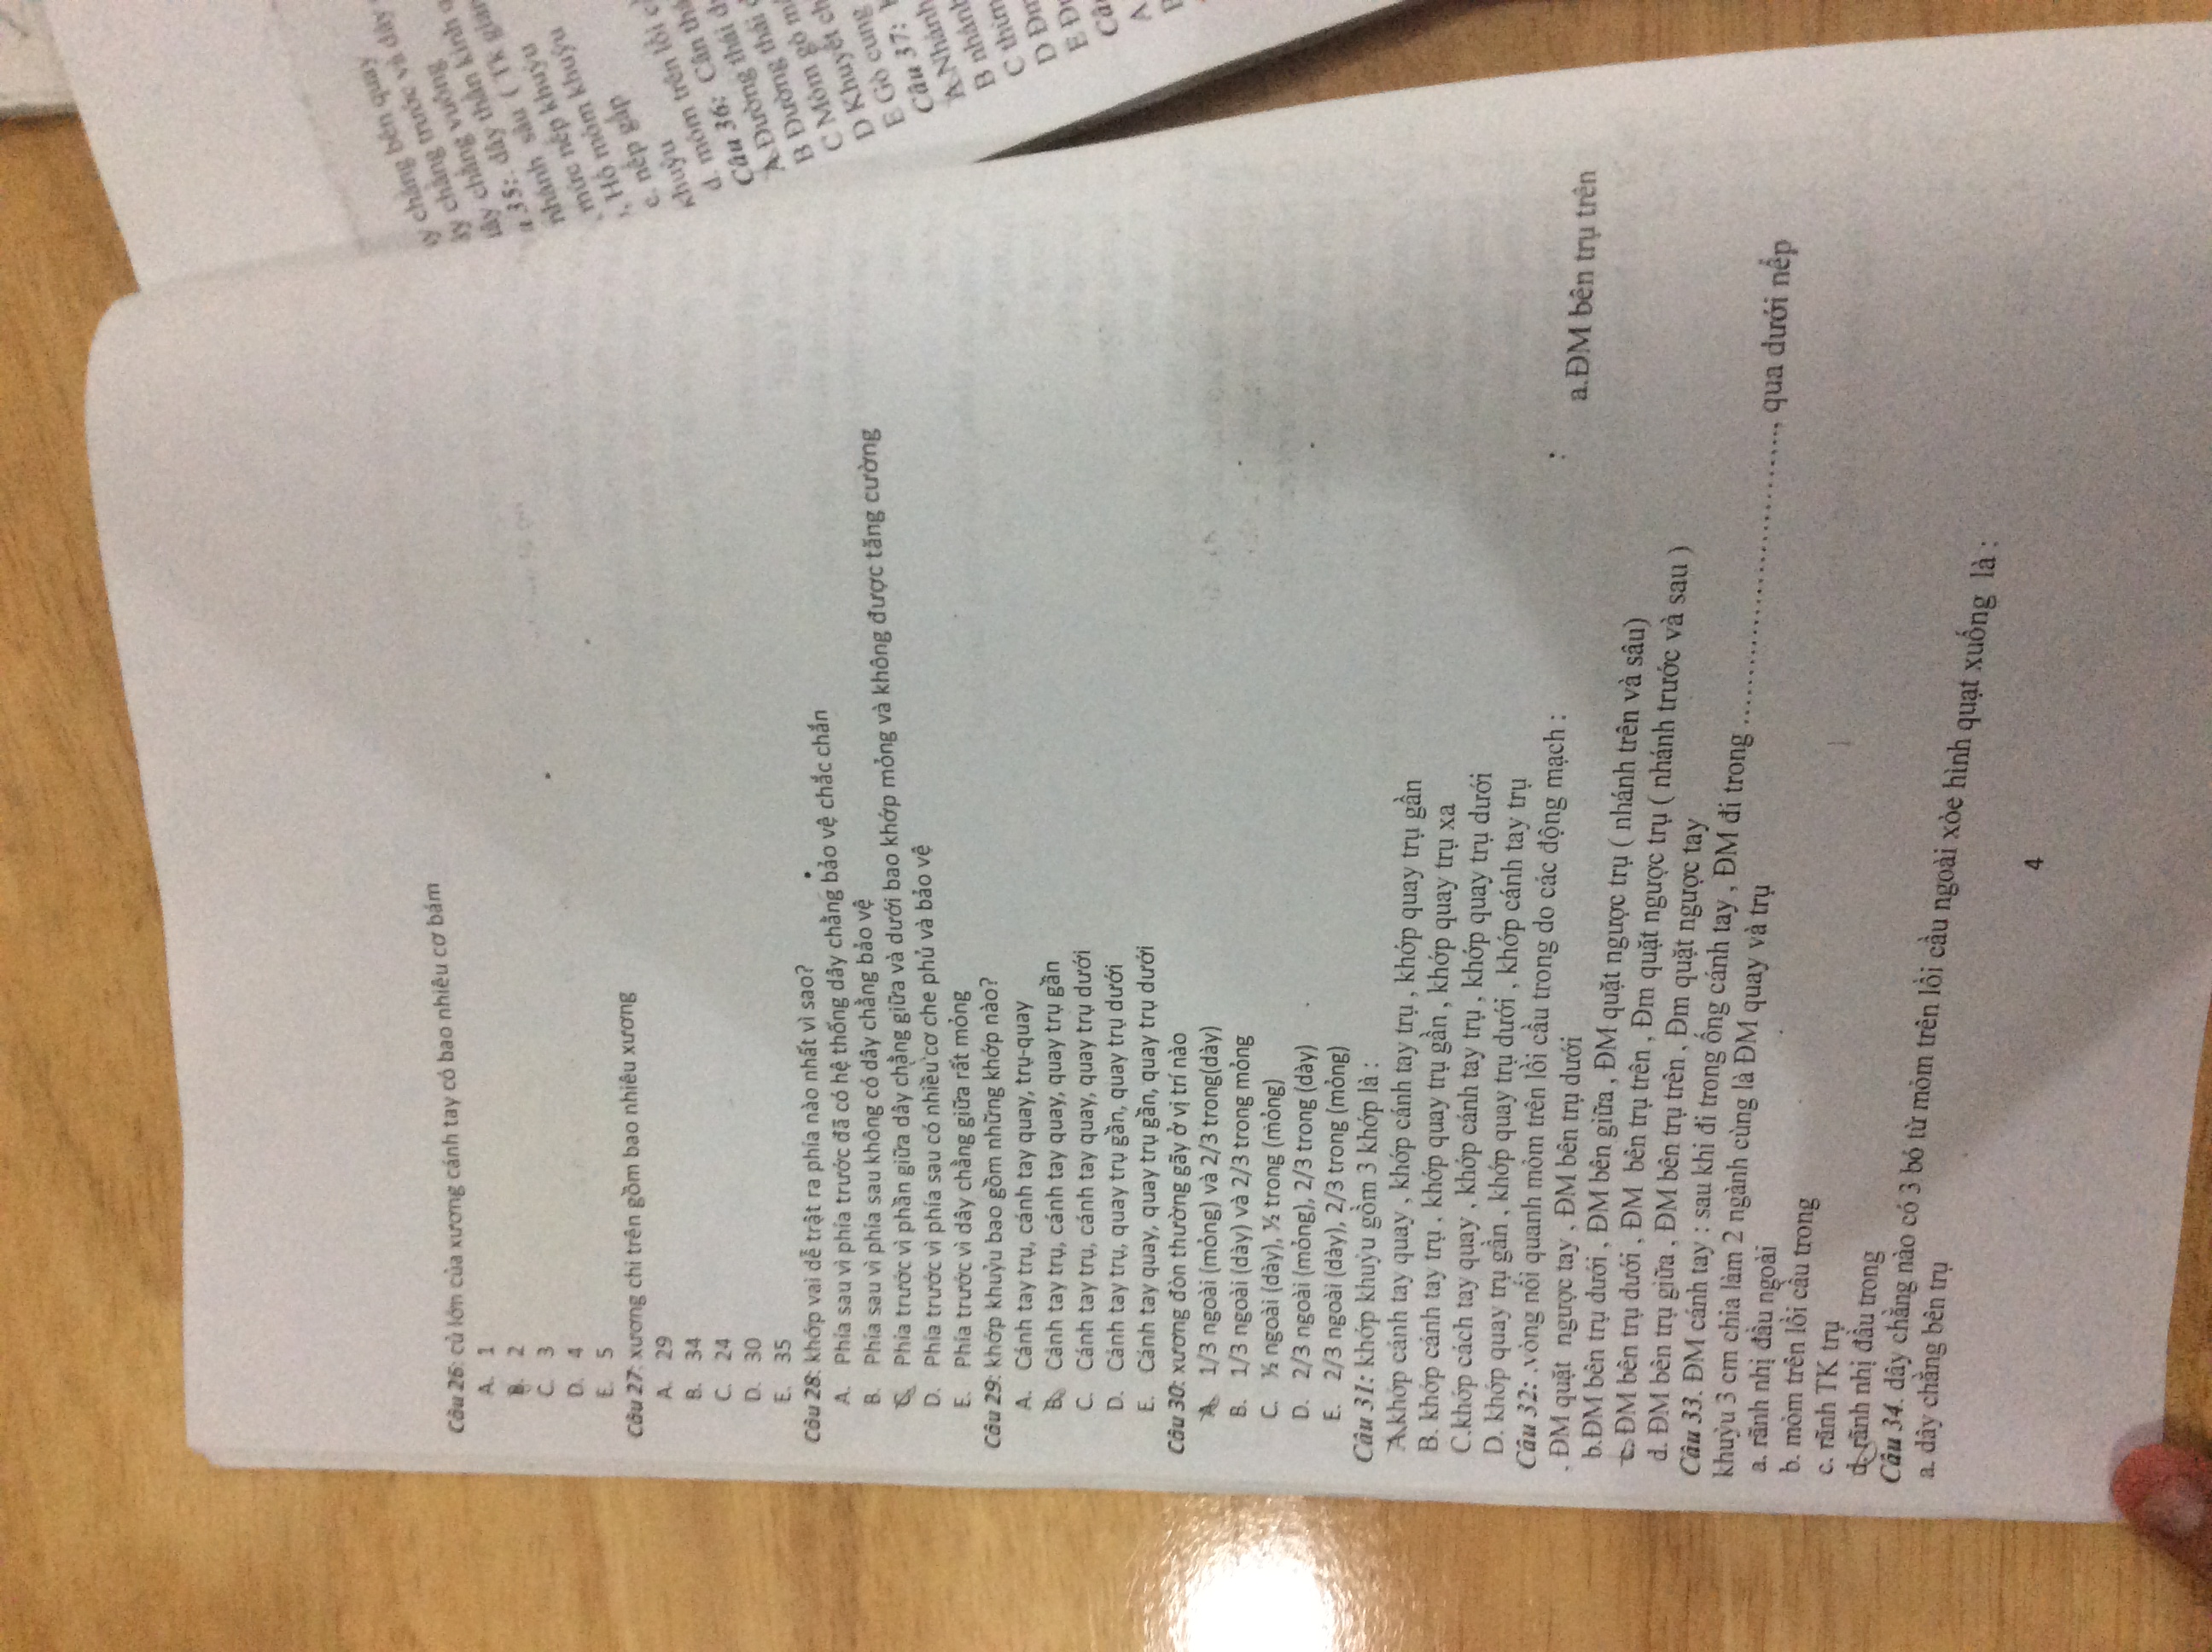 Câu 26: củ lớn của xương cánh tay có bao nhiêu cơ bám
A. 1
B. 2
C. 3
D. 4
E. 5
Câu 27: xương chi trên gồm bao nhiêu xương
A. 29
B. 34
C. 24
D. 30
E. 35
Câu 28: khớp vai dễ trật ra phía nào nhất vì sao?
A. Phía sau vì phía trước đã có hệ thống dây chằng bảo vệ chắc chắn
B. Phía sau vì phía sau không có dây chằng bảo vệ
C. Phía trước vì phần giữa dây chằng giữa và dưới bao khớp mỏng và không được tăng cường
D. Phía trước vì phía sau có nhiều cơ che phủ và bảo vệ
E. Phía trước vì dây chằng giữa rất mỏng
Câu 29: khớp khuỷu bao gồm những khớp nào?
A. Cánh tay trụ, cánh tay quay, trụ-quay
B. Cánh tay trụ, cánh tay quay, quay trụ gần
C. Cánh tay trụ, cánh tay quay, quay trụ dưới
D. Cánh tay trụ, quay trụ gần, quay trụ dưới
E. Cánh tay quay, quay trụ gần, quay trụ dưới
Câu 30: xương đòn thường gãy ở vị trí nào
A. 1/3 ngoài (mỏng) và 2/3 trong(dày)
B. 1/3 ngoài (dày) và 2/3 trong mỏng
C. ½ ngoài (dày), ½ trong (mỏng)
D. 2/3 ngoài (mỏng), 2/3 trong (dày)
E. 2/3 ngoài (dày), 2/3 trong (mỏng)
Câu 31: khớp khuỷu gồm 3 khớp là :
A.khớp cánh tay quay , khớp cánh tay trụ , khớp quay trụ gần
B. khớp cánh tay trụ , khớp quay trụ gần , khớp quay trụ xa
C.khớp cách tay quay , khớp cánh tay trụ , khớp quay trụ dưới
D. khớp quay trụ gần , khớp quay trụ dưới , khớp cánh tay trụ
Câu 32: .vòng nối quanh mỏm trên lồi cầu trong do các động mạch :
a.ĐM bên trụ trên
, ĐM quặt ngược tay , ĐM bên trụ dưới
b.ĐM bên trụ dưới , ĐM bên giữa , ĐM quặt ngược trụ ( nhánh trên và sâu)
c. ĐM bên trụ dưới , ĐM bên trụ trên , Đm quặt ngược trụ ( nhánh trước và sau )
d. ĐM bên trụ giữa , ĐM bên trụ trên , Đm quặt ngược tay
Câu 33. ĐM cánh tay : sau khi đi trong ống cánh tay , ĐM đi trong ..............................., qua dưới nếp
khuỷu 3 cm chia làm 2 ngành cùng là ĐM quay và trụ
a. rãnh nhị đầu ngoài
b. mỏm trên lồi cầu trong
c. rãnh TK trụ
d. rãnh nhị đầu trong
Câu 34. dây chằng nào có 3 bó từ mỏm trên lồi cầu ngoài xòe hình quạt xuống là :
a. dây chằng bên trụ
4
chằng bên quay
chằng trước và dây
chằng vuông
35:. dây thần kinh
nhánh sâu ( Tk
mức nếp khuỷu
Hố mỏm khuỷu
c. nếp gấp
khuỷu
d. mỏm trên lồi
Câu 36: Cân
A Đường thái
B Đường thái
C Mỏm gò
D Khuyết
E Gò cung
Câu 37:
A Nhánh
B nhánh
C
D
E
A